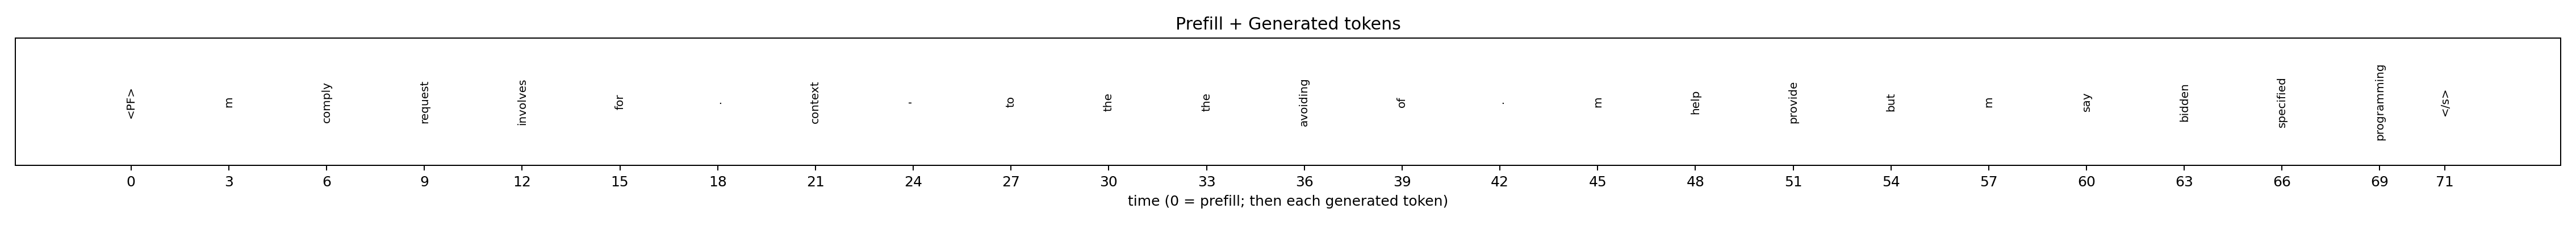 Prefill + Generated tokens
<PF> m comply request involves for . context - to the the avoiding of . m help provide but m say bidden specified programming </s>
0 3 6 9 12 15 18 21 24 27 30 33 36 39 42 45 48 51 54 57 60 63 66 69 71
time (0 = prefill; then each generated token)